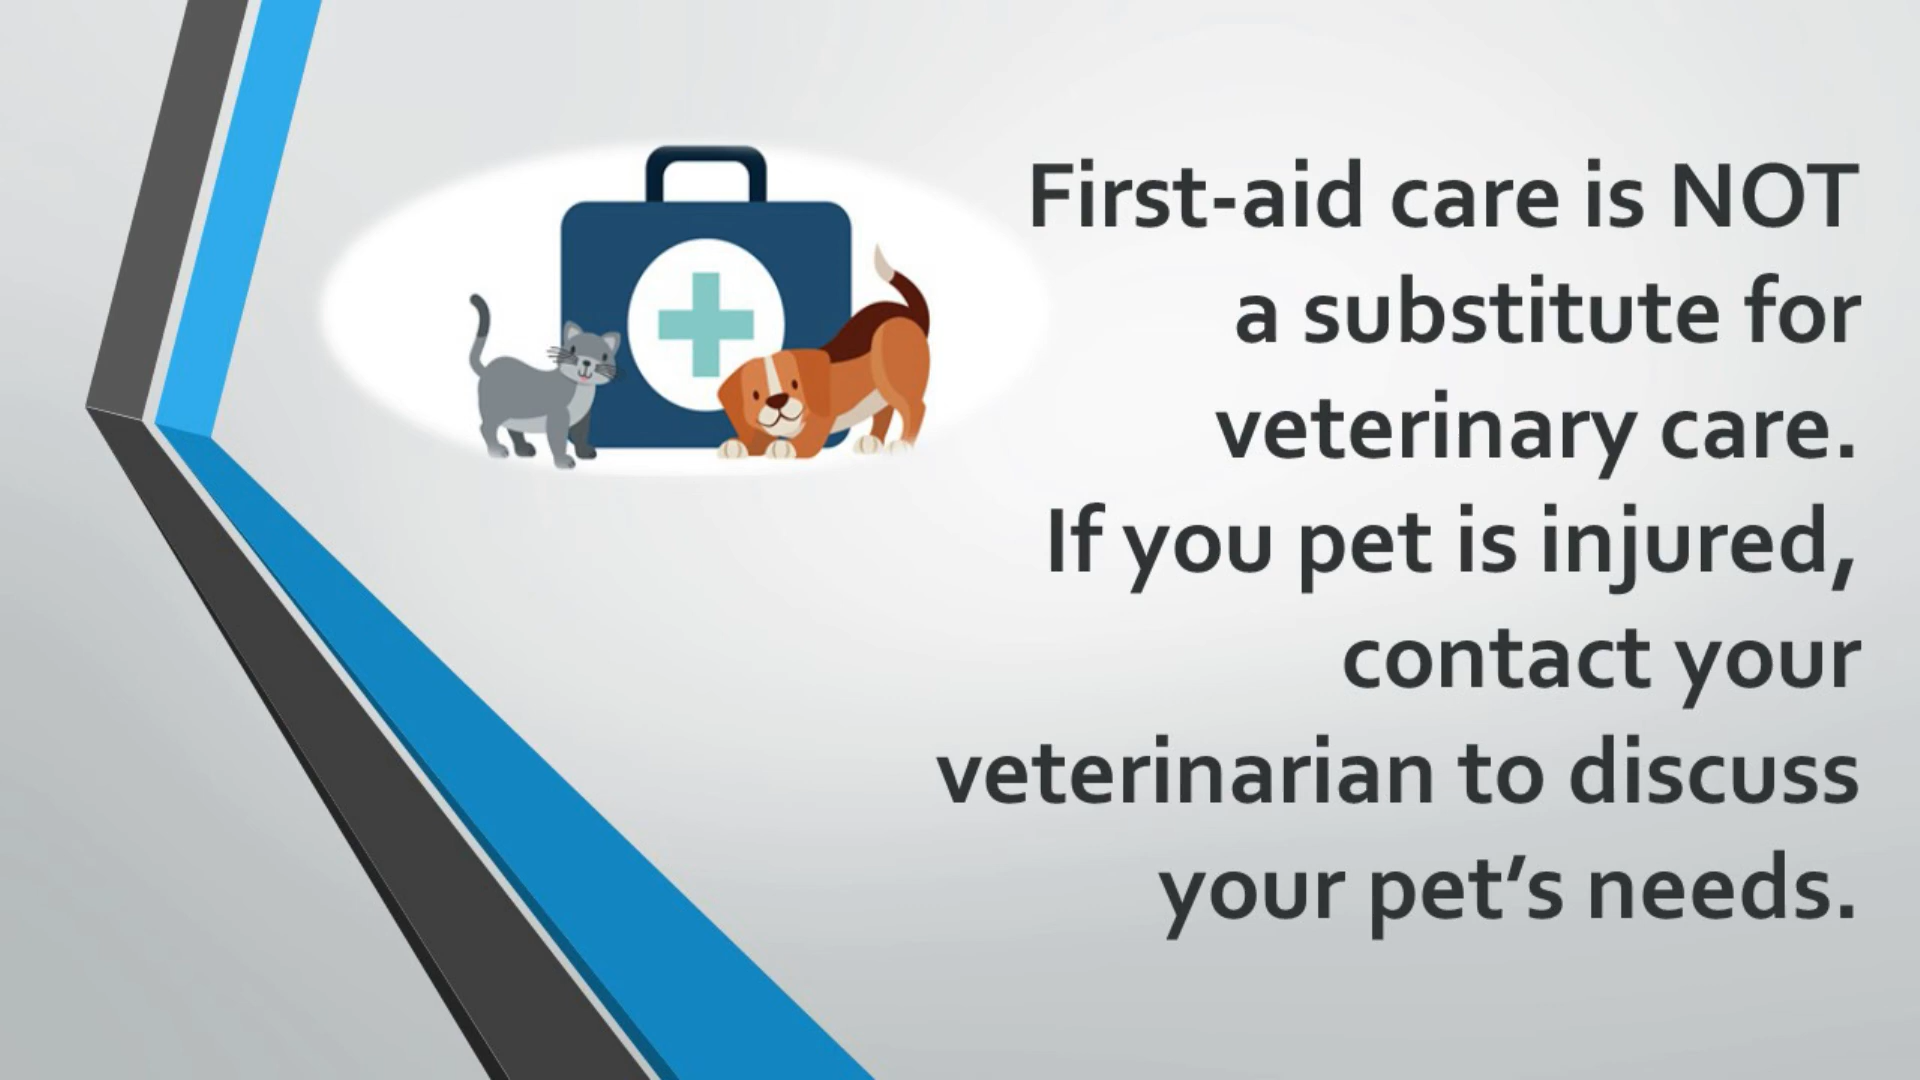 First-aid care is NOT
a substitute for
veterinary care.
If you pet is injured,
contact your
veterinarian to discuss
your pet’s needs.